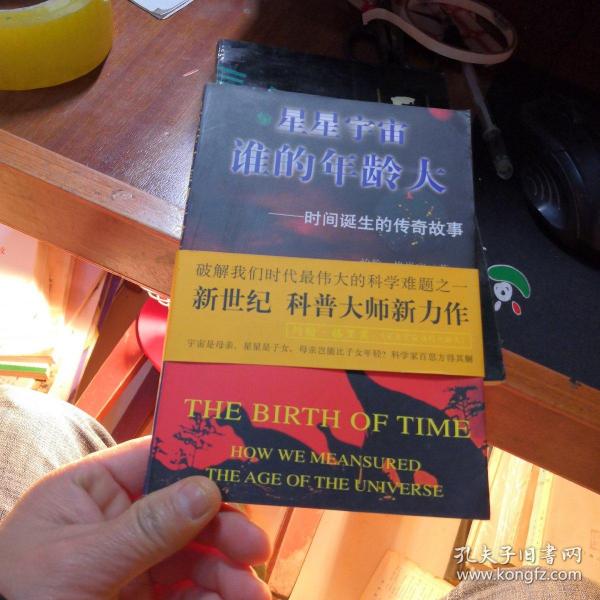 星星宇宙
谁的年龄大
——时间诞生的传奇故事
破解我们时代最伟大的科学难题之一
新世纪 科普大师新力作
宇宙是母亲，星星是子女，母亲岂能比子女年轻？科学家百思方得其解
THE BIRTH OF TIME
HOW WE MEANSURED
THE AGE OF THE UNIVERSE
孔夫子旧书网
www.kongfz.com